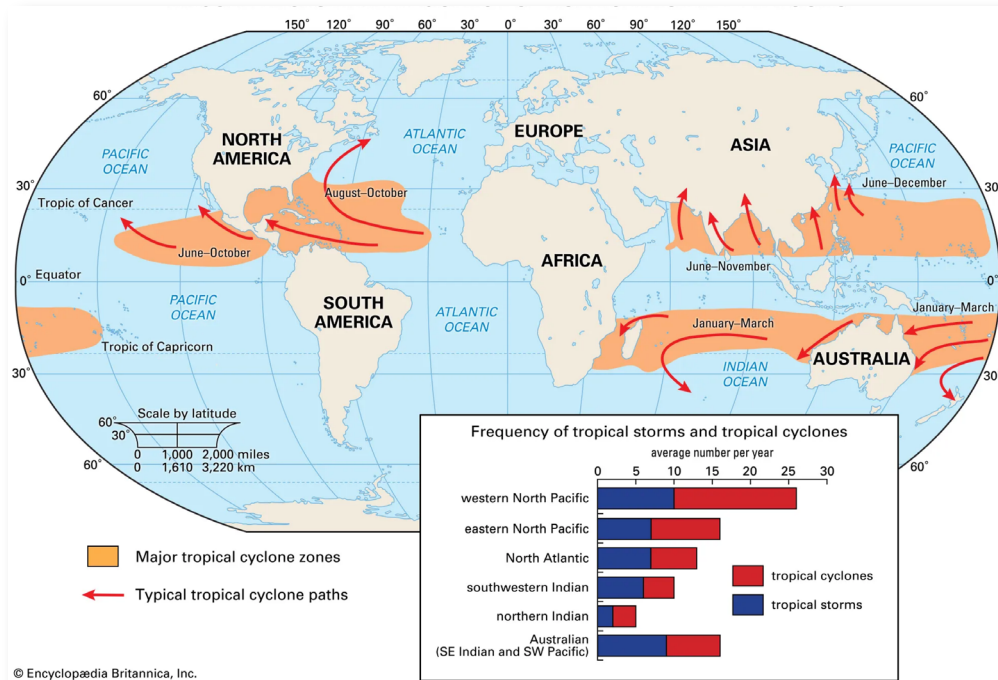 150° 120° 90° 60° 30° 0° 30° 60° 90° 120° 150°
60°
60°
NORTH
AMERICA
ATLANTIC
OCEAN
EUROPE
ASIA
PACIFIC
OCEAN
PACIFIC
OCEAN
30°
August–October
June–December
30°
Tropic of Cancer
June–October
AFRICA
June–November
Equator
0°
0°
PACIFIC
OCEAN
SOUTH
AMERICA
ATLANTIC
OCEAN
January–March
January–March
Tropic of Capricorn
INDIAN
OCEAN
AUSTRALIA
30°
30°
Scale by latitude
60°
30°
0 1,000 2,000 miles
0 1,610 3,220 km
60°
60°
Frequency of tropical storms and tropical cyclones
average number per year
0 5 10 15 20 25 30
western North Pacific
eastern North Pacific
North Atlantic
southwestern Indian
northern Indian
Australian
(SE Indian and SW Pacific)
tropical cyclones
tropical storms
Major tropical cyclone zones
Typical tropical cyclone paths
© Encyclopædia Britannica, Inc.